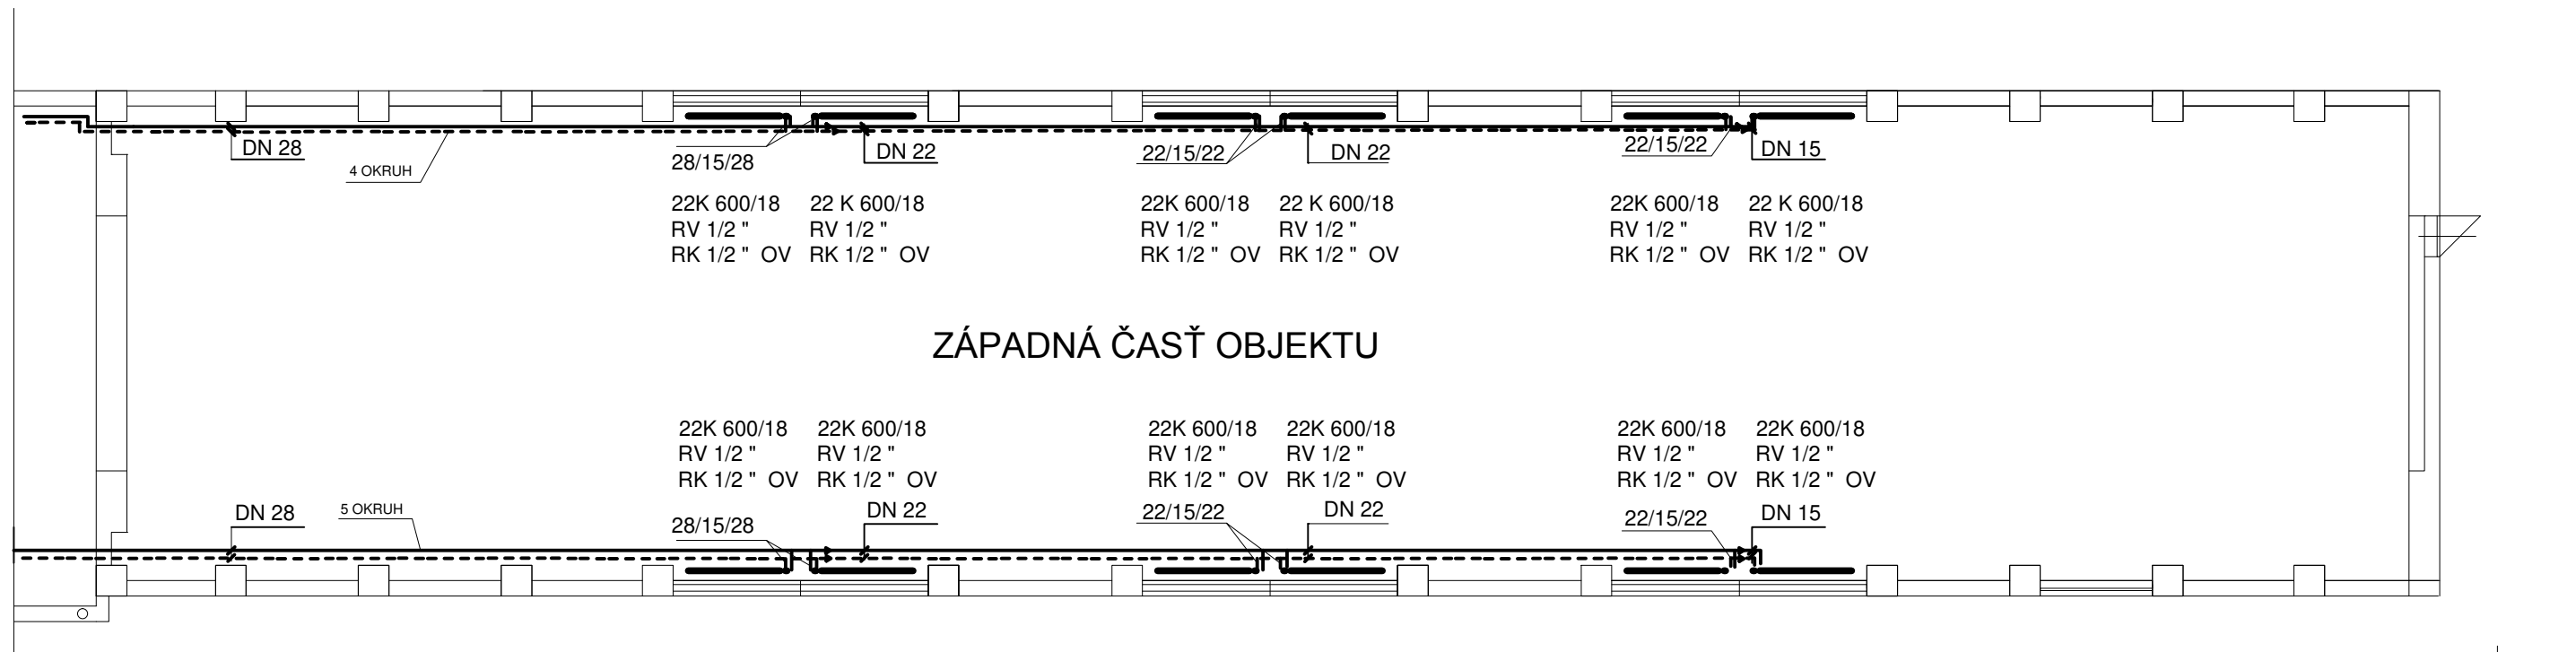 DN 28
4 OKRUH
28/15/28
DN 22
22/15/22
DN 22
22/15/22
DN 15
22K 600/18
RV 1/2 "
RK 1/2 " OV
22 K 600/18
RV 1/2 "
RK 1/2 " OV
22K 600/18
RV 1/2 "
RK 1/2 " OV
22 K 600/18
RV 1/2 "
RK 1/2 " OV
22K 600/18
RV 1/2 "
RK 1/2 " OV
22 K 600/18
RV 1/2 "
RK 1/2 " OV
ZÁPADNÁ ČASŤ OBJEKTU
22K 600/18
RV 1/2 "
RK 1/2 " OV
22K 600/18
RV 1/2 "
RK 1/2 " OV
22K 600/18
RV 1/2 "
RK 1/2 " OV
22K 600/18
RV 1/2 "
RK 1/2 " OV
22K 600/18
RV 1/2 "
RK 1/2 " OV
22K 600/18
RV 1/2 "
RK 1/2 " OV
DN 28
5 OKRUH
28/15/28
DN 22
22/15/22
DN 22
22/15/22
DN 15